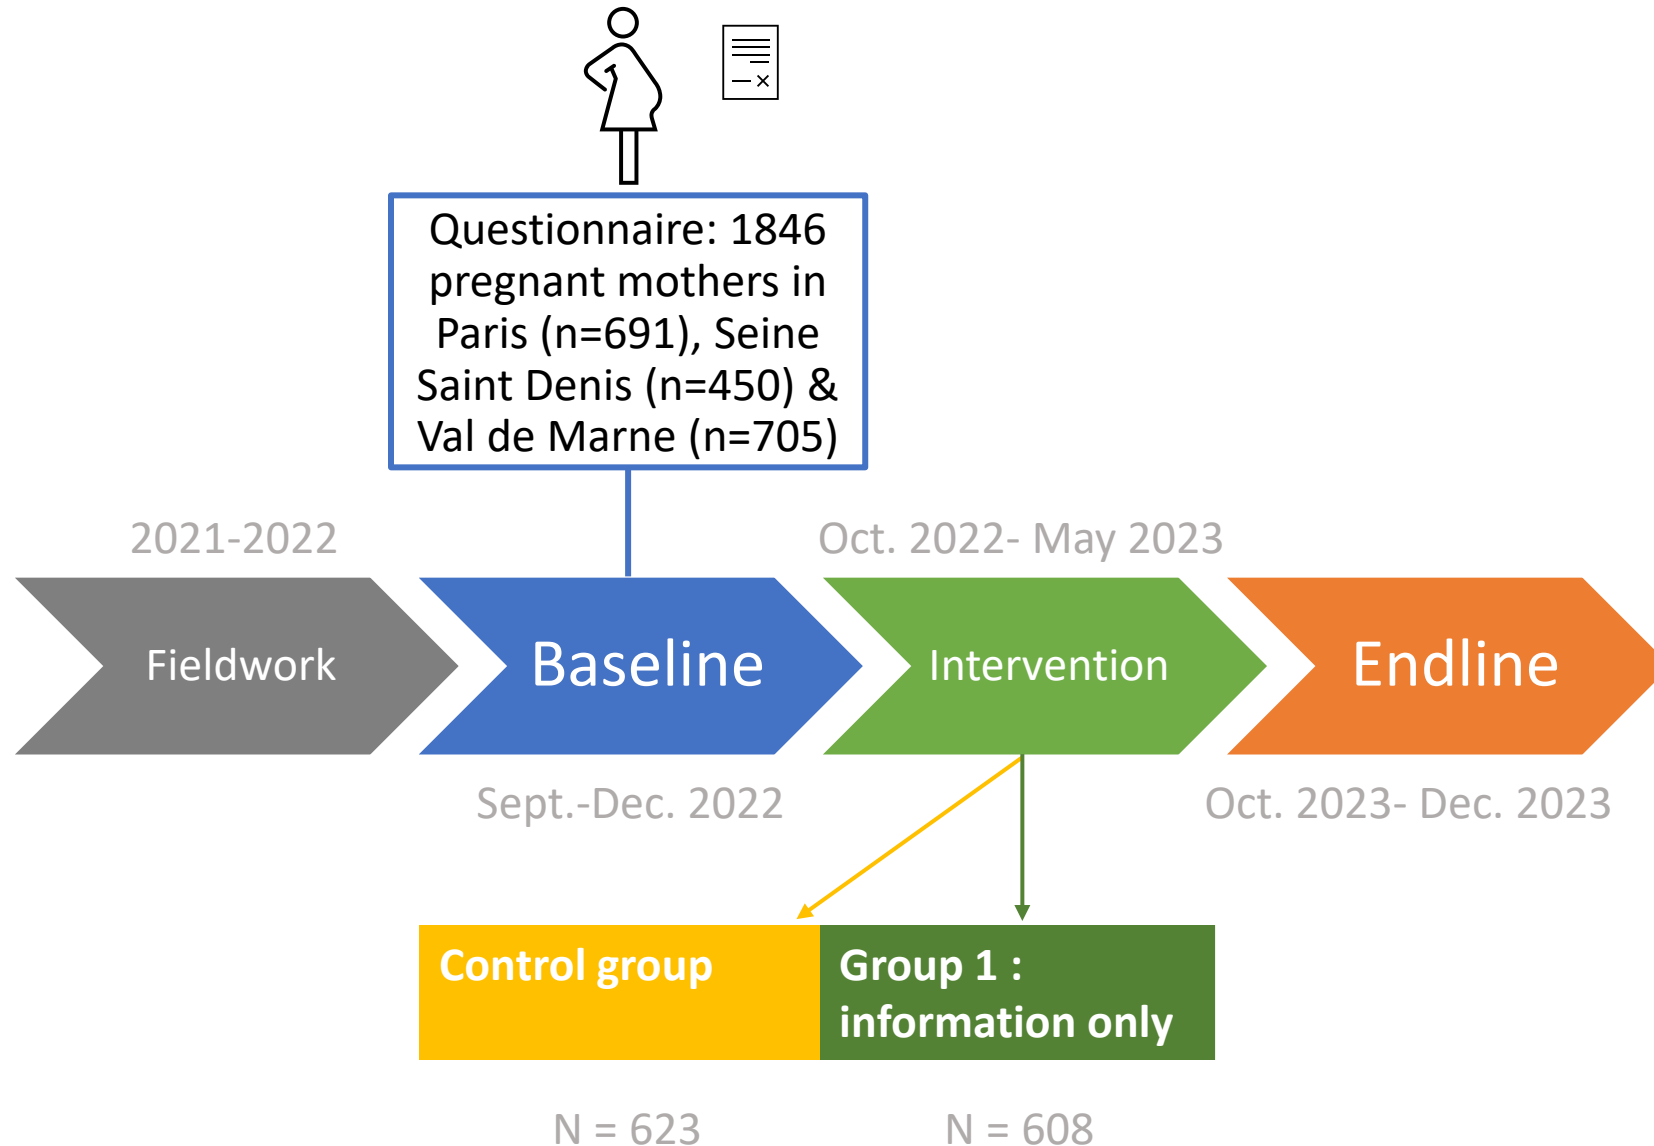 Questionnaire: 1846
pregnant mothers in
Paris (n=691), Seine
Saint Denis (n=450) &
Val de Marne (n=705)
2021-2022
Oct. 2022- May 2023
Fieldwork
Baseline
Intervention
Endline
Sept.-Dec. 2022
Oct. 2023- Dec. 2023
Control group
Group 1 :
information only
N = 623
N = 608